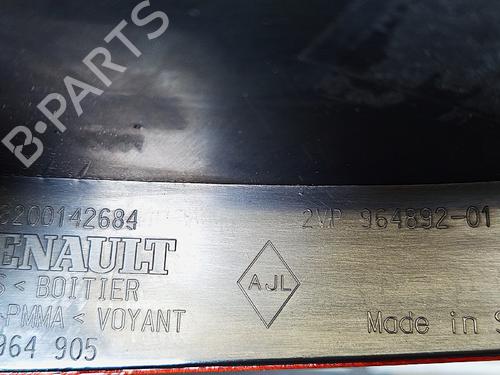 B-PARTS
8200142684
2VP 964892-01
RENAULT
< BOITIER
AJL
PMMA < VOYANT
Made in
964 905